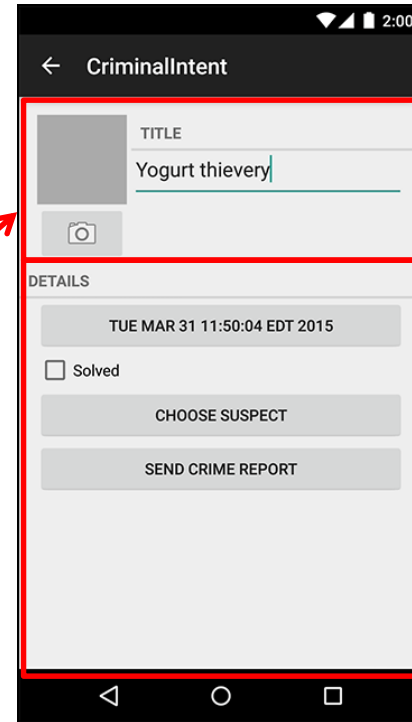 2:00
CriminalIntent
TITLE
Yogurt thievery
DETAILS
TUE MAR 31 11:50:04 EDT 2015
Solved
CHOOSE SUSPECT
SEND CRIME REPORT